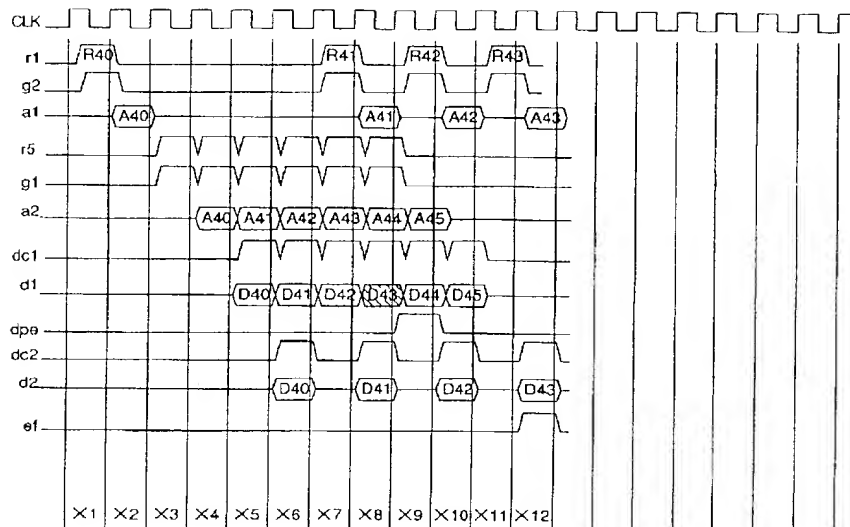 CLK
r1 R40 R41 R42 R43
g2
a1 A40 A41 A42 A43
r5
g1
a2 A40 A41 A42 A43 A44 A45
dc1
d1 D40 D41 D42 D43 D44 D45
dpe
dc2
d2 D40 D41 D42 D43
e1
X1 X2 X3 X4 X5 X6 X7 X8 X9 X10 X11 X12